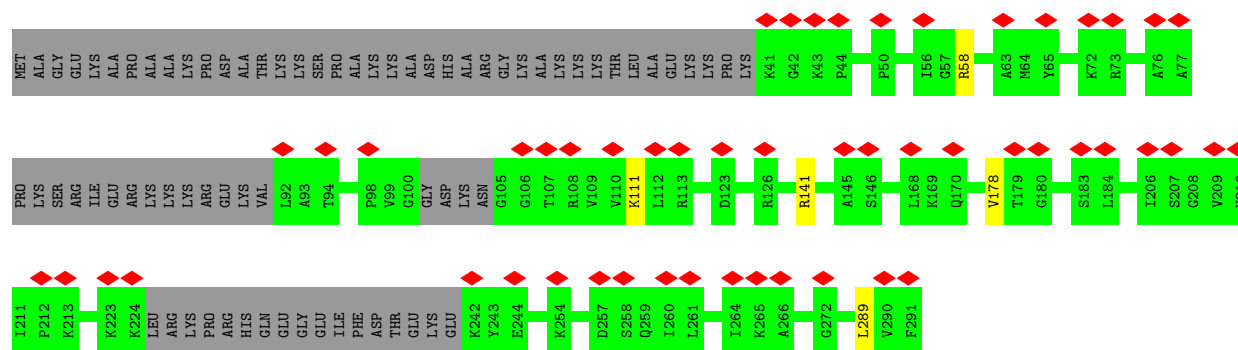 MET ALA GLY GLU LYS ALA PRO ALA ALA LYS PRO ASP ALA THR LYS LYS SER PRO ALA LYS LYS ALA ASP HIS ALA ARG GLY LYS ALA LYS LYS LYS THR LEU ALA GLU LYS LYS PRO LYS K41 G42 K43 P44 P50 I56 G57 R58 A63 M64 Y65 K72 R73 A76 A77
PRO LYS SER ARG ILE GLU ARG LYS LYS LYS ARG GLU LYS VAL L92 A93 T94 P98 V99 G100 GLY ASP LYS ASN G105 G106 T107 R108 V109 V110 K111 L112 R113 D123 R126 R141 A145 S146 L168 K169 Q170 V178 T179 G180 S183 L184 I206 S207 G208 V209
I211 P212 K213 K223 K224 LEU ARG LYS PRO ARG HIS GLN GLU GLY GLU ILE PHE ASP THR GLU LYS GLU K242 Y243 E244 K254 D257 S258 Q259 I260 L261 I264 K265 A266 G272 L289 V290 F291